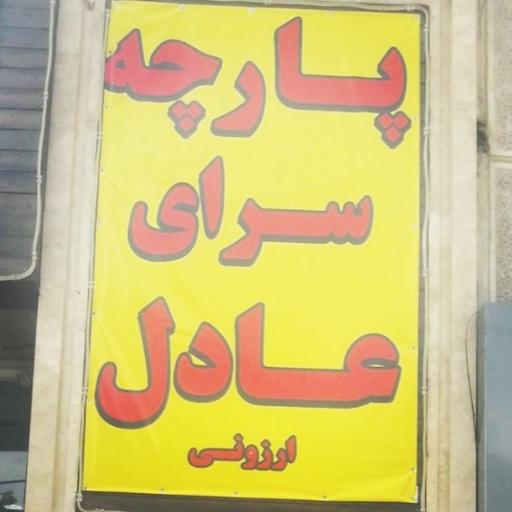 پارچه
سرای
عادل
ارزونی